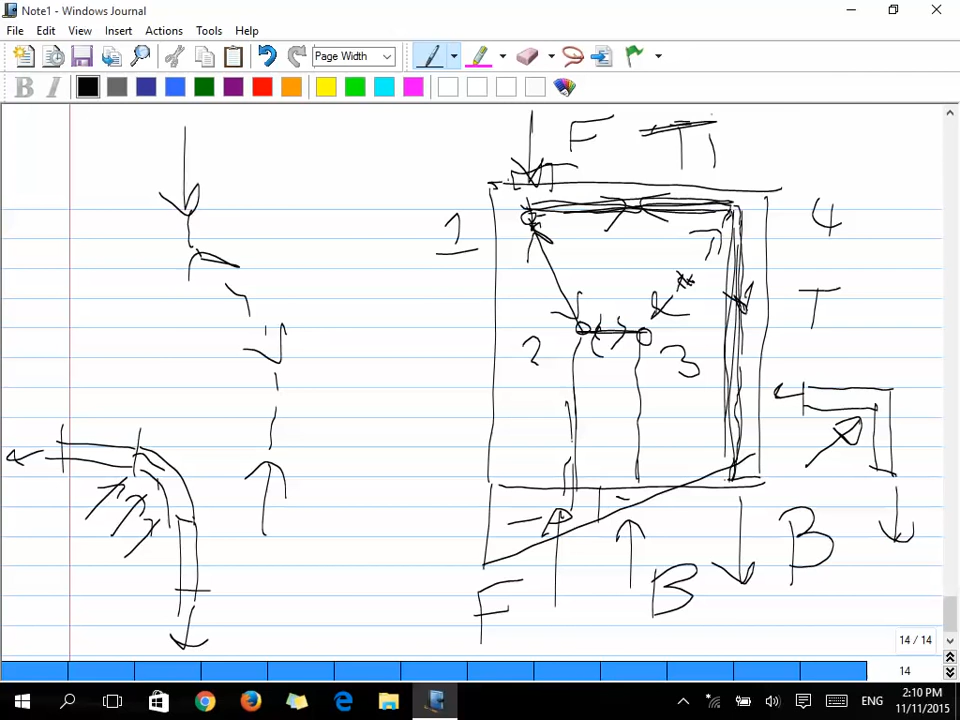 Note1 - Windows Journal
File Edit View Insert Actions Tools Help
Page Width
B I
F T1
1
4
T
2
3
B
F
B
14 / 14
14
ENG
2:10 PM
11/11/2015